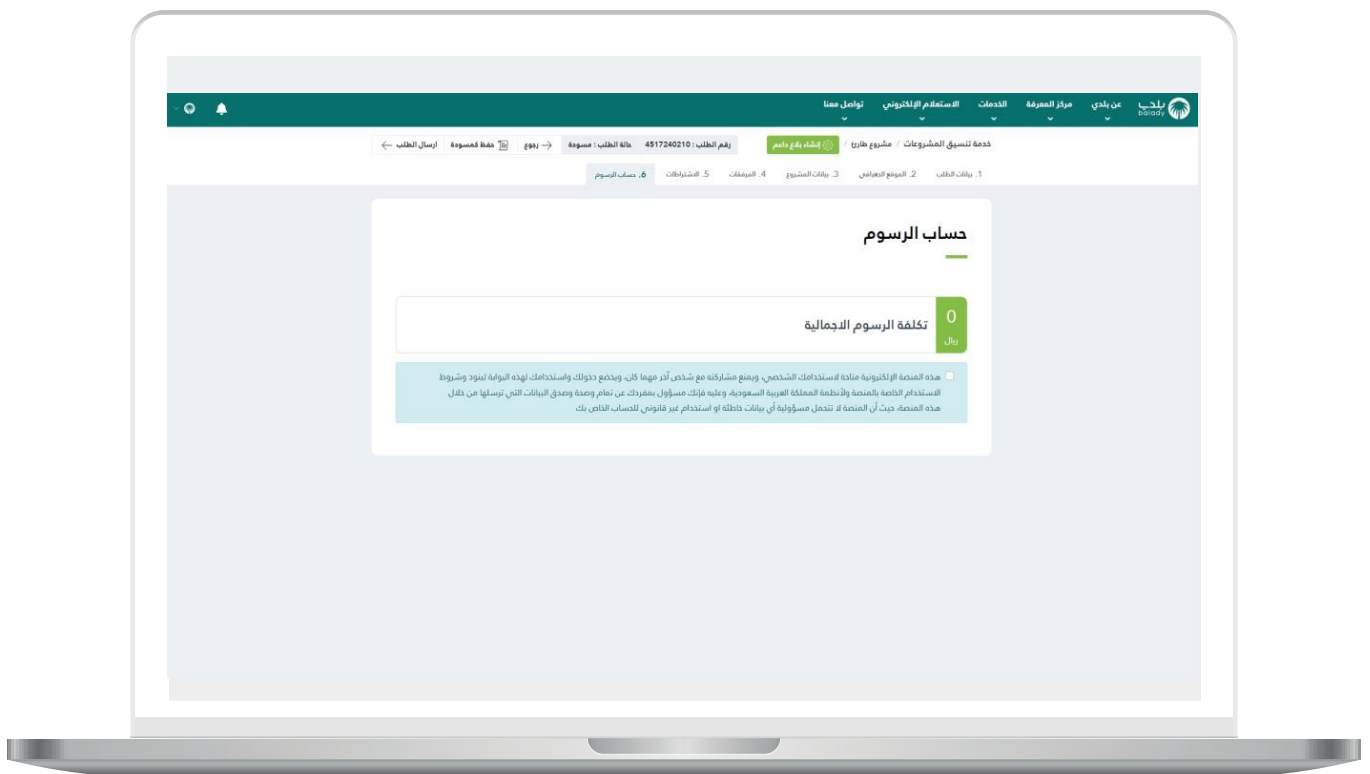 بلدي
balady
عن بلدي
مركز المعرفة
الخدمات
الاستعلام الإلكتروني
تواصل معنا
خدمة تنسيق المشروعات / مشروع طارئ /
إنشاء بلاغ داعم
رقم الطلب : 4517240210
حالة الطلب : مسودة
رجوع
حفظ كمسودة
ارسال الطلب
1. بيانات الطلب
2. الموقع الجغرافي
3. بيانات المشروع
4. المرفقات
5. الاشتراطات
6. حساب الرسوم
حساب الرسوم
0
ريال
تكلفة الرسوم الاجمالية
هذه المنصة الإلكترونية متاحة لاستخدامك الشخصي، ويمنع مشاركته مع شخص آخر مهما كان، ويخضع دخولك واستخدامك لهذه البوابة لبنود وشروط
الاستخدام الخاصة بالمنصة ولأنظمة المملكة العربية السعودية، وعليه فإنك مسؤول بمفردك عن تمام وصحة وصدق البيانات التي ترسلها من خلال
هذه المنصة، حيث أن المنصة لا تتحمل مسؤولية أي بيانات خاطئة او استخدام غير قانوني للحساب الخاص بك